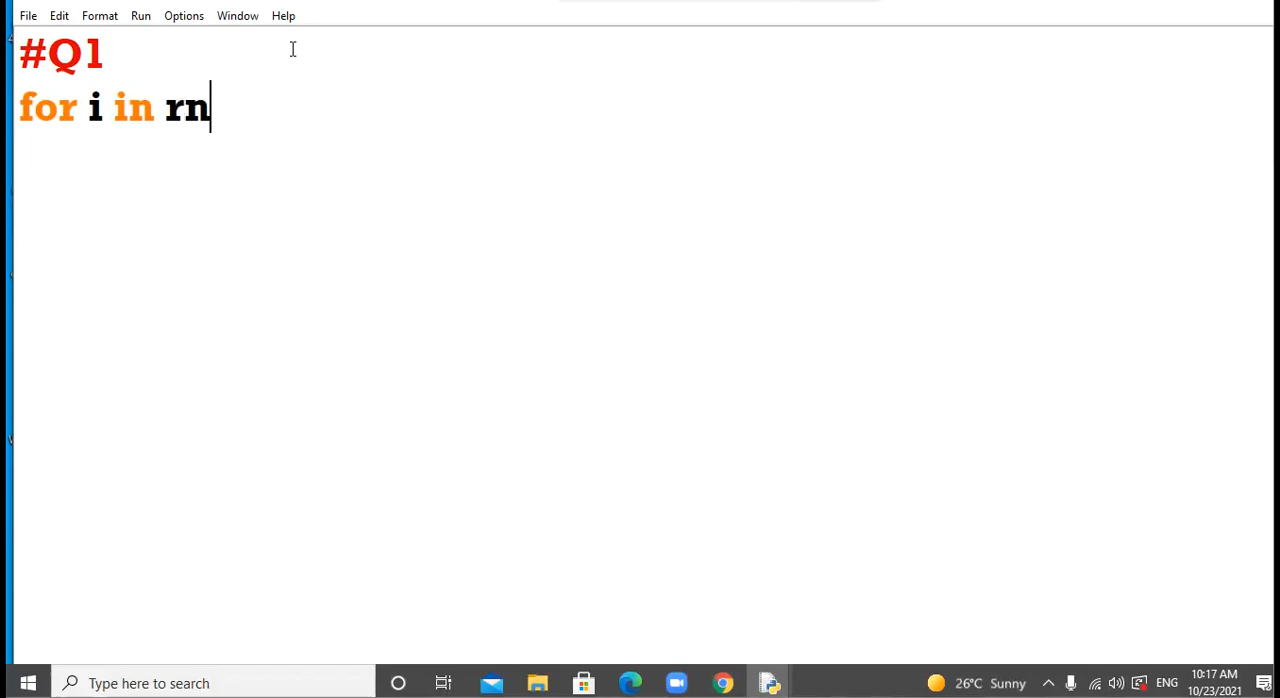 File Edit Format Run Options Window Help
#Q1
for i in rn
Type here to search
26°C Sunny
ENG
10:17 AM
10/23/2021